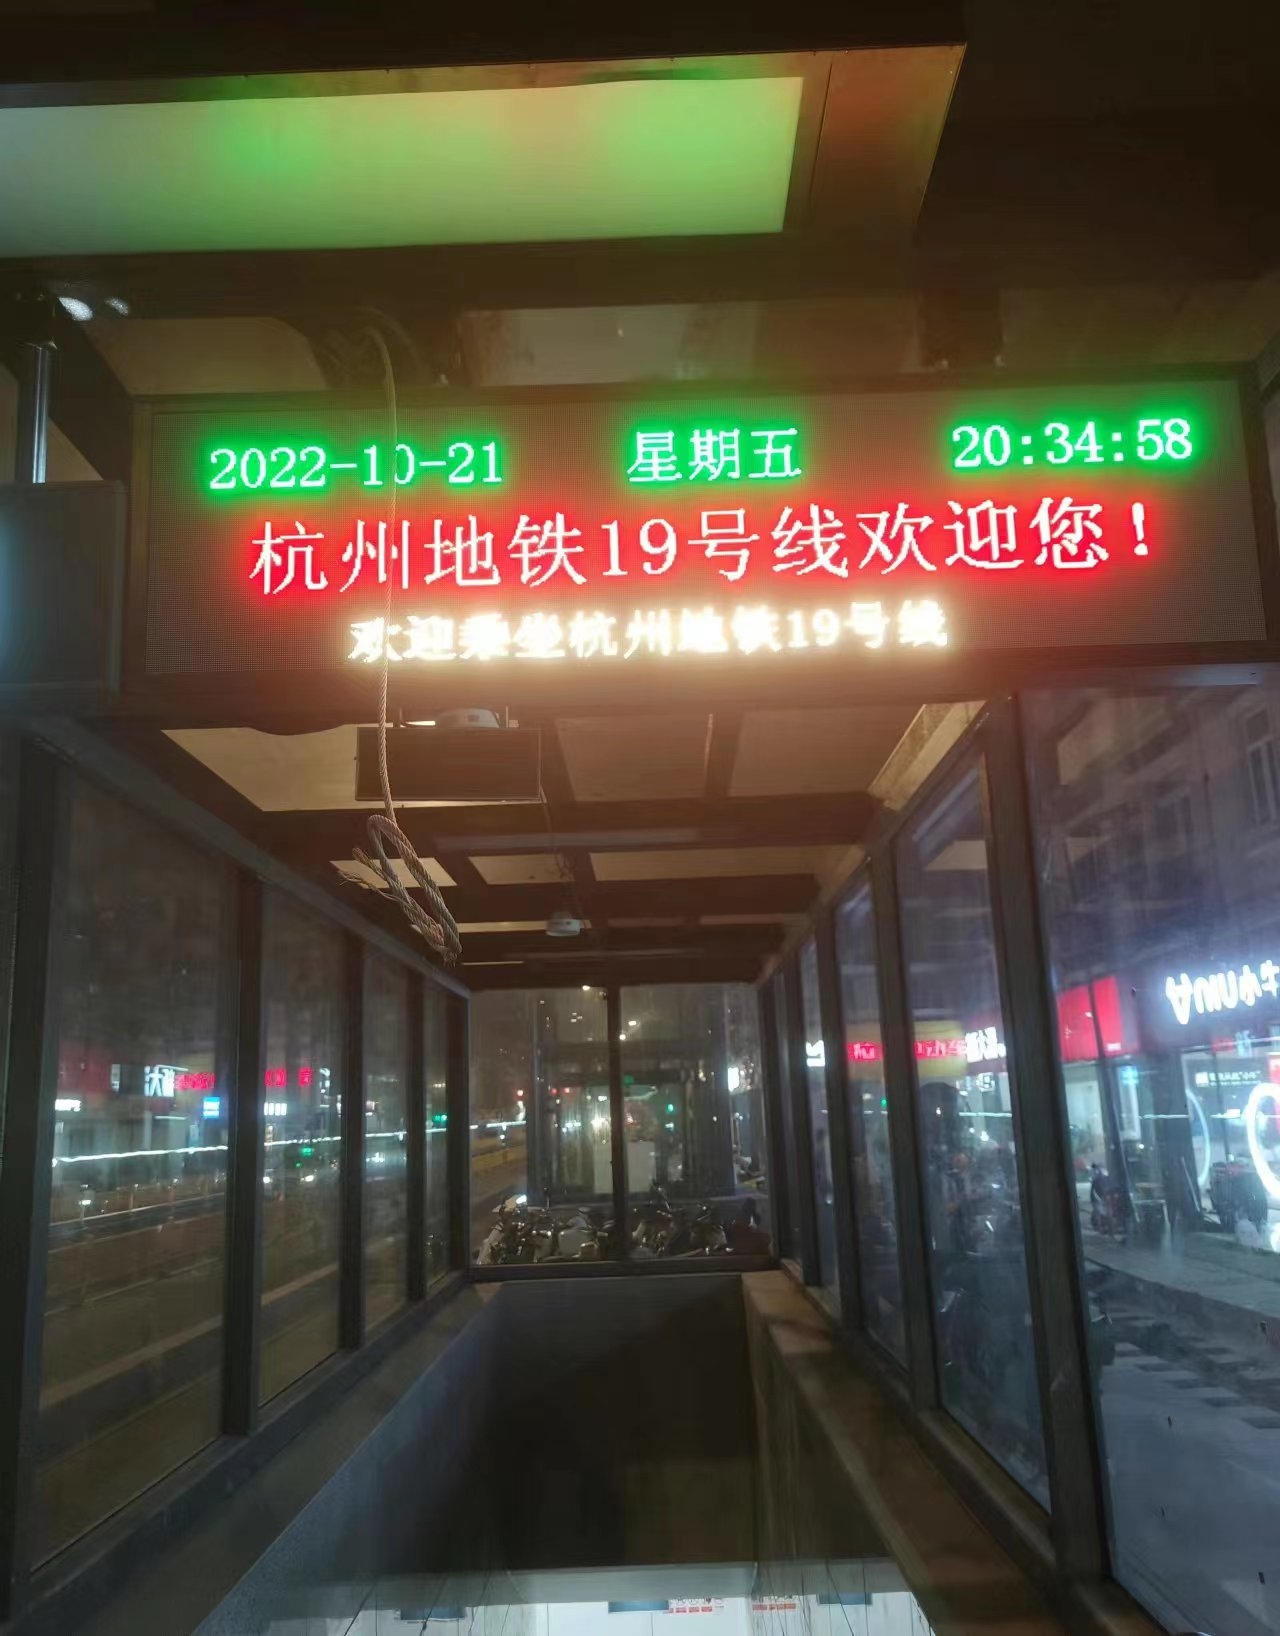 2022-10-21 星期五 20:34:58
杭州地铁19号线欢迎您!
欢迎乘坐杭州地铁19号线